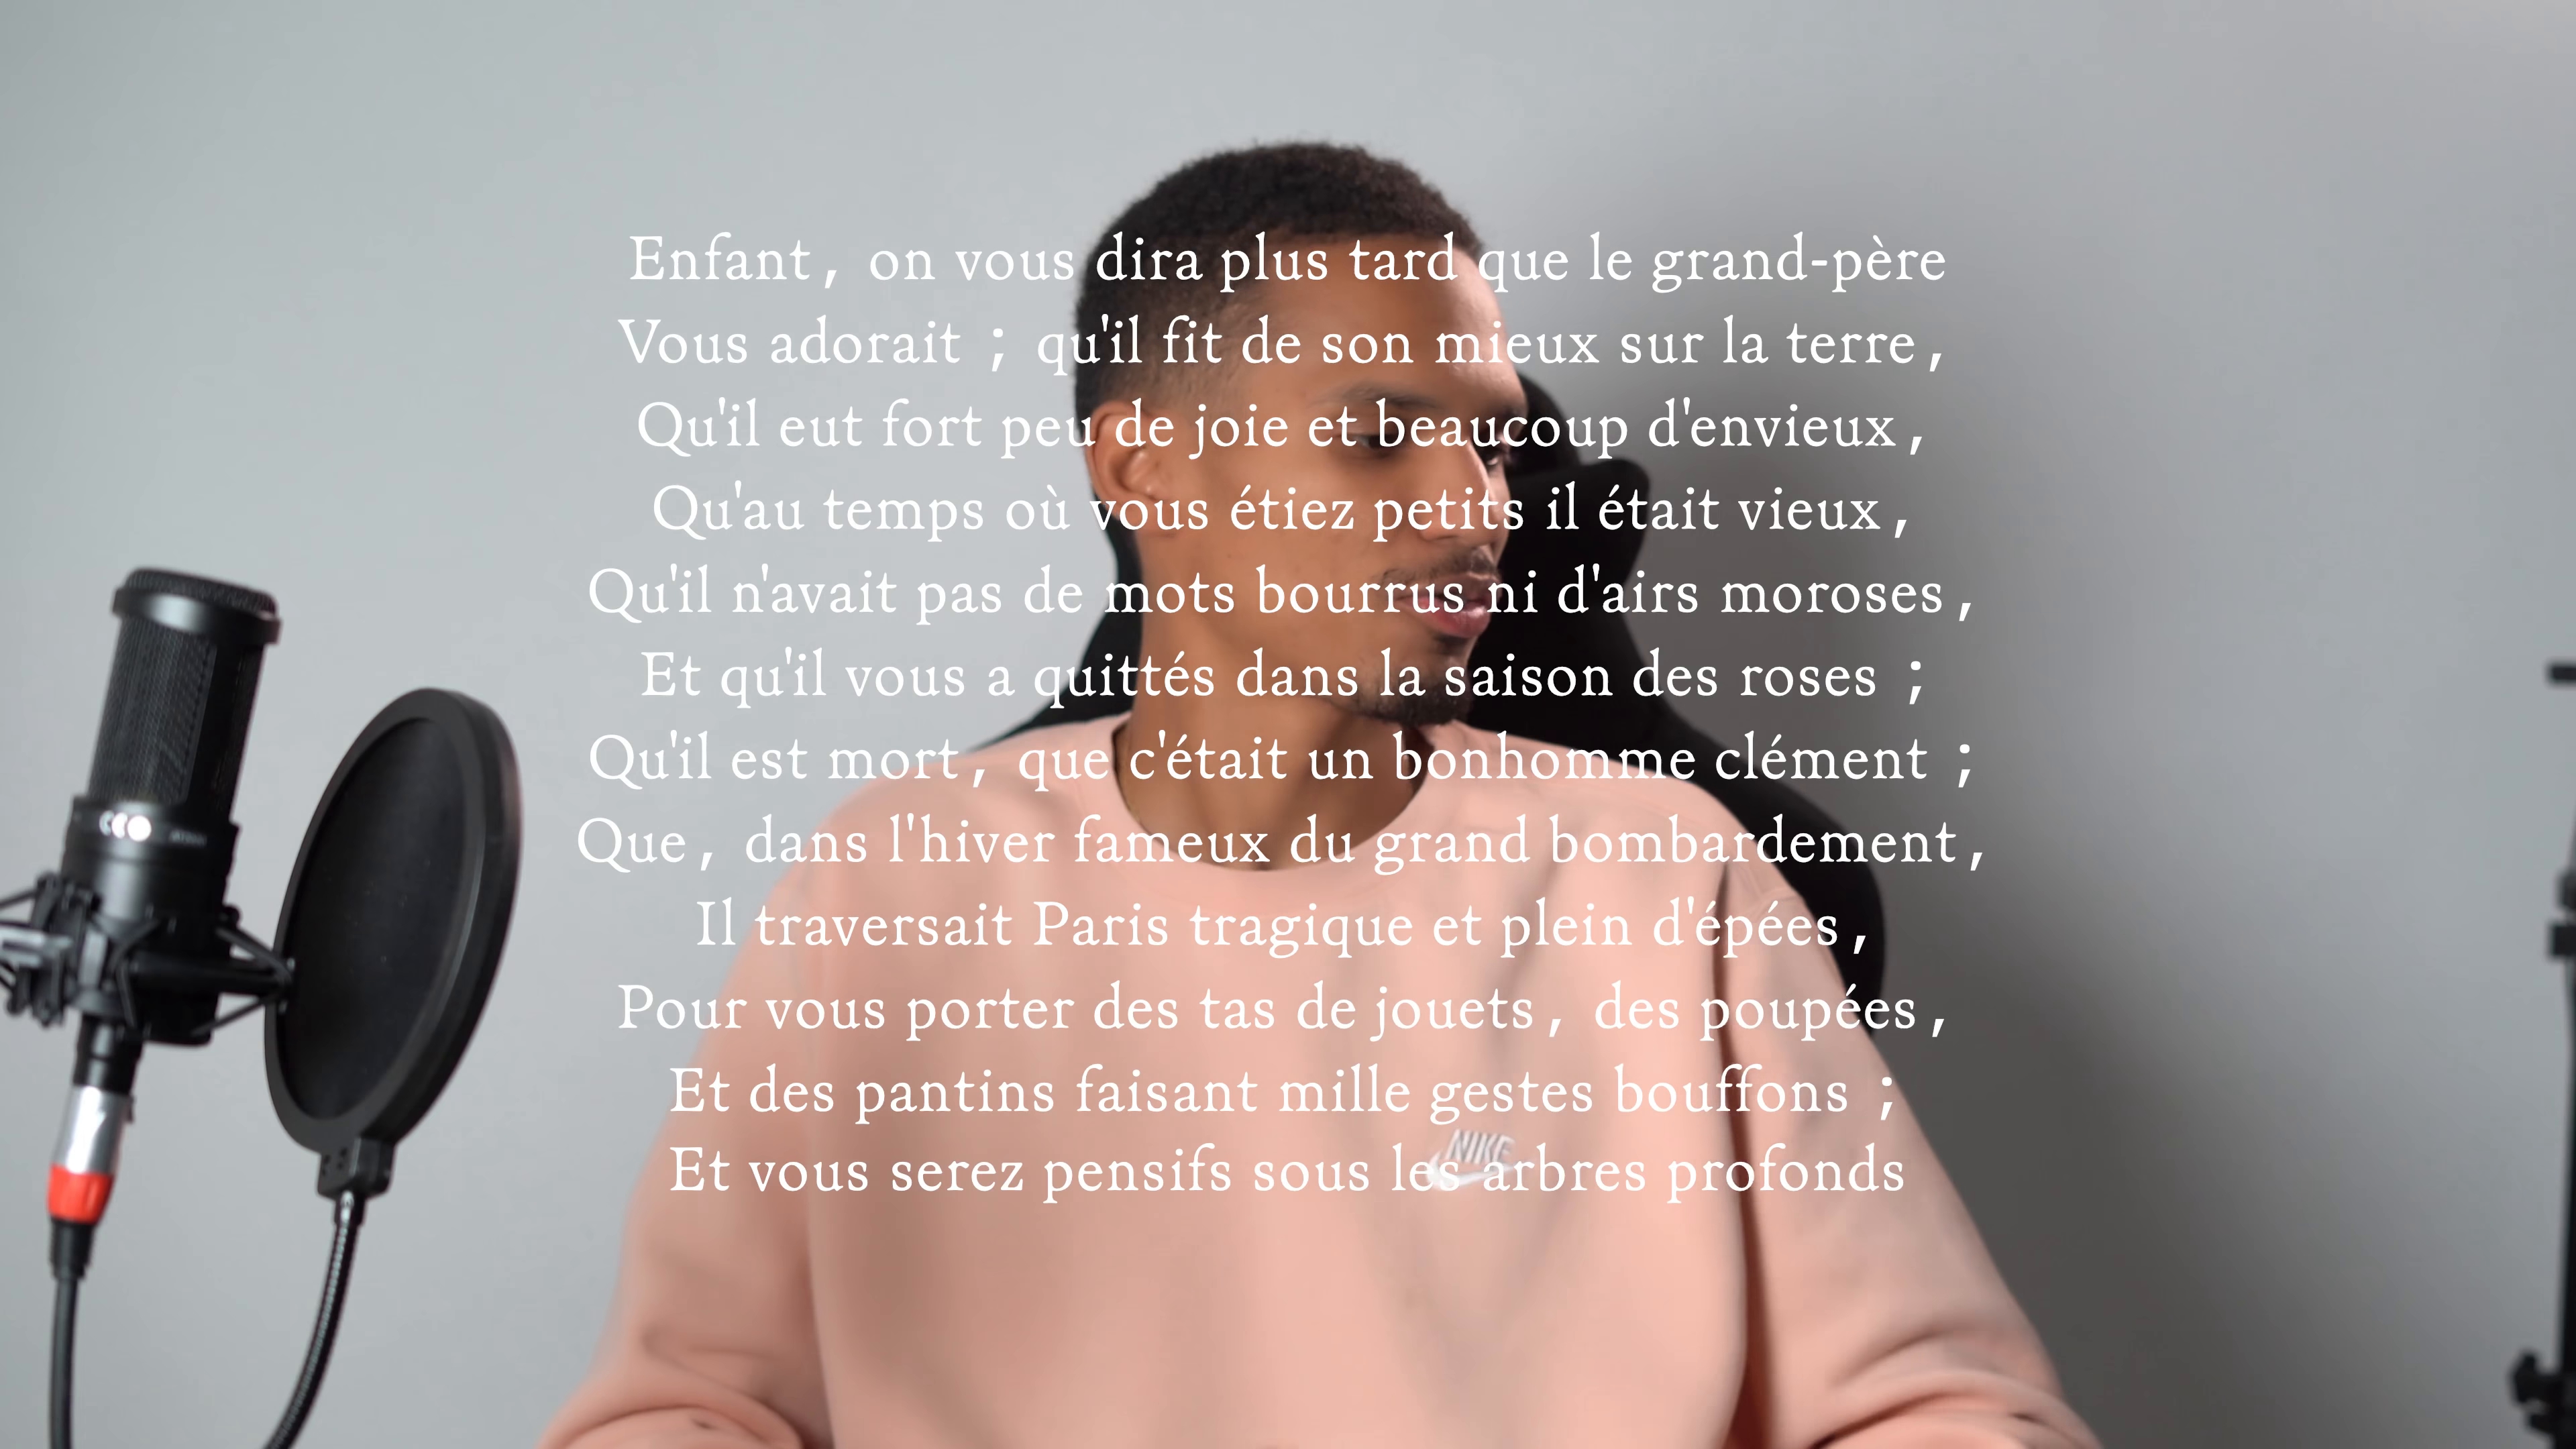 Enfant, on vous dira plus tard que le grand-père
Vous adorait ; qu'il fit de son mieux sur la terre,
Qu'il eut fort peu de joie et beaucoup d'envieux,
Qu'au temps où vous étiez petits il était vieux,
Qu'il n'avait pas de mots bourrus ni d'airs moroses,
Et qu'il vous a quittés dans la saison des roses ;
Qu'il est mort, que c'était un bonhomme clément ;
Que, dans l'hiver fameux du grand bombardement,
Il traversait Paris tragique et plein d'épées,
Pour vous porter des tas de jouets, des poupées,
Et des pantins faisant mille gestes bouffons ;
NIKE
Et vous serez pensifs sous les arbres profonds